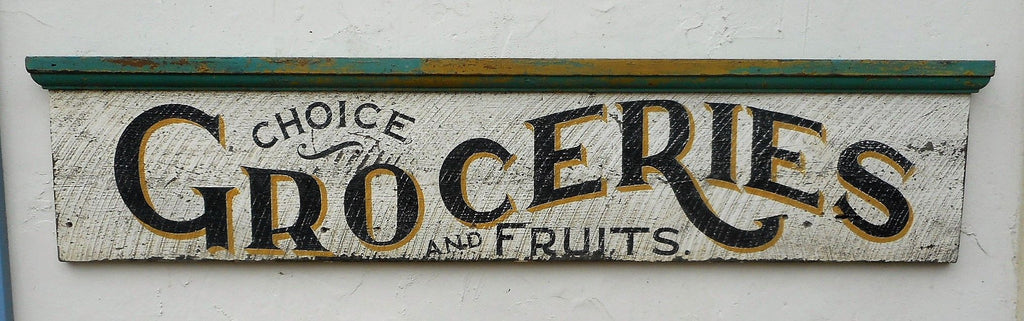 CHOICE
GROCERIES
AND FRUITS.